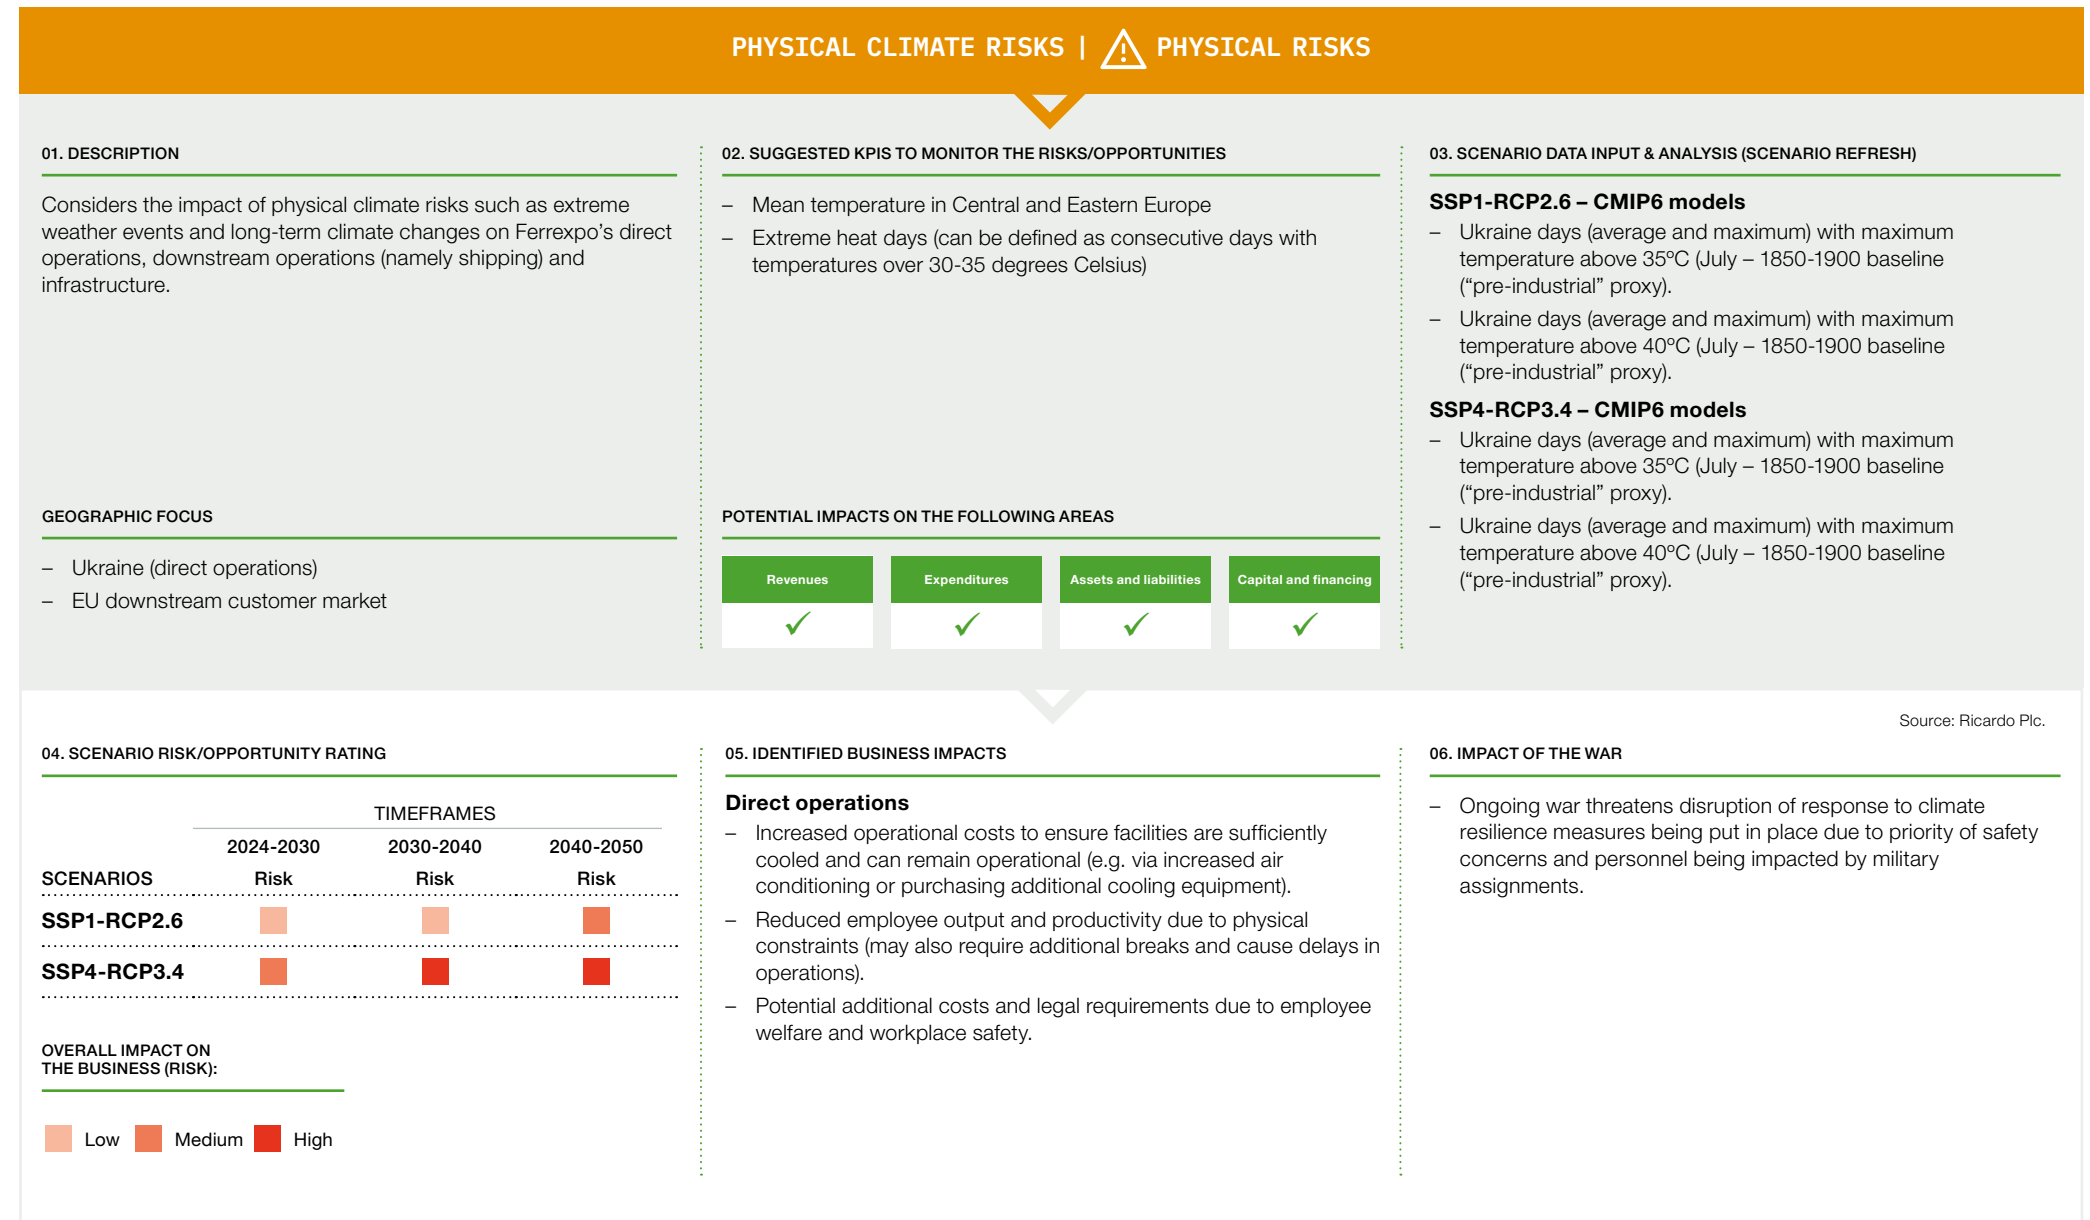 PHYSICAL CLIMATE RISKS | PHYSICAL RISKS
01. DESCRIPTION
Considers the impact of physical climate risks such as extreme
weather events and long-term climate changes on Ferrexpo’s direct
operations, downstream operations (namely shipping) and
infrastructure.
GEOGRAPHIC FOCUS
– Ukraine (direct operations)
– EU downstream customer market
02. SUGGESTED KPIS TO MONITOR THE RISKS/OPPORTUNITIES
– Mean temperature in Central and Eastern Europe
– Extreme heat days (can be defined as consecutive days with
temperatures over 30-35 degrees Celsius)
POTENTIAL IMPACTS ON THE FOLLOWING AREAS
Revenues Expenditures Assets and liabilities Capital and financing
✓ ✓ ✓ ✓
03. SCENARIO DATA INPUT & ANALYSIS (SCENARIO REFRESH)
SSP1-RCP2.6 – CMIP6 models
– Ukraine days (average and maximum) with maximum
temperature above 35ºC (July – 1850-1900 baseline
(“pre-industrial” proxy).
– Ukraine days (average and maximum) with maximum
temperature above 40ºC (July – 1850-1900 baseline
(“pre-industrial” proxy).
SSP4-RCP3.4 – CMIP6 models
– Ukraine days (average and maximum) with maximum
temperature above 35ºC (July – 1850-1900 baseline
(“pre-industrial” proxy).
– Ukraine days (average and maximum) with maximum
temperature above 40ºC (July – 1850-1900 baseline
(“pre-industrial” proxy).
Source: Ricardo Plc.
04. SCENARIO RISK/OPPORTUNITY RATING
TIMEFRAMES
2024-2030 2030-2040 2040-2050
SCENARIOS Risk Risk Risk
SSP1-RCP2.6
SSP4-RCP3.4
OVERALL IMPACT ON
THE BUSINESS (RISK):
Low Medium High
05. IDENTIFIED BUSINESS IMPACTS
Direct operations
– Increased operational costs to ensure facilities are sufficiently
cooled and can remain operational (e.g. via increased air
conditioning or purchasing additional cooling equipment).
– Reduced employee output and productivity due to physical
constraints (may also require additional breaks and cause delays in
operations).
– Potential additional costs and legal requirements due to employee
welfare and workplace safety.
06. IMPACT OF THE WAR
– Ongoing war threatens disruption of response to climate
resilience measures being put in place due to priority of safety
concerns and personnel being impacted by military
assignments.